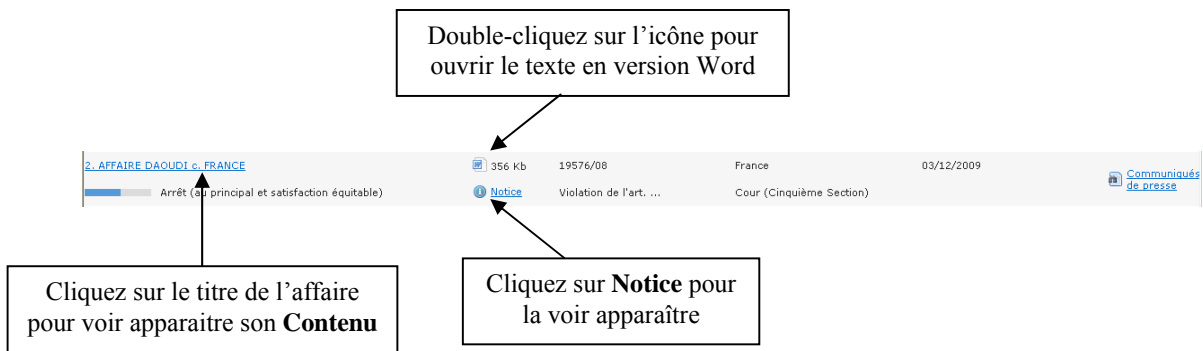 Double-cliquez sur l’icône pour
ouvrir le texte en version Word
2. AFFAIRE DAOUDI c. FRANCE 356 Kb 19576/08 France 03/12/2009
Communiqués
de presse
Arrêt (au principal et satisfaction équitable) Notice Violation de l'art. ... Cour (Cinquième Section)
Cliquez sur le titre de l’affaire
pour voir apparaitre son Contenu
Cliquez sur Notice pour
la voir apparaître